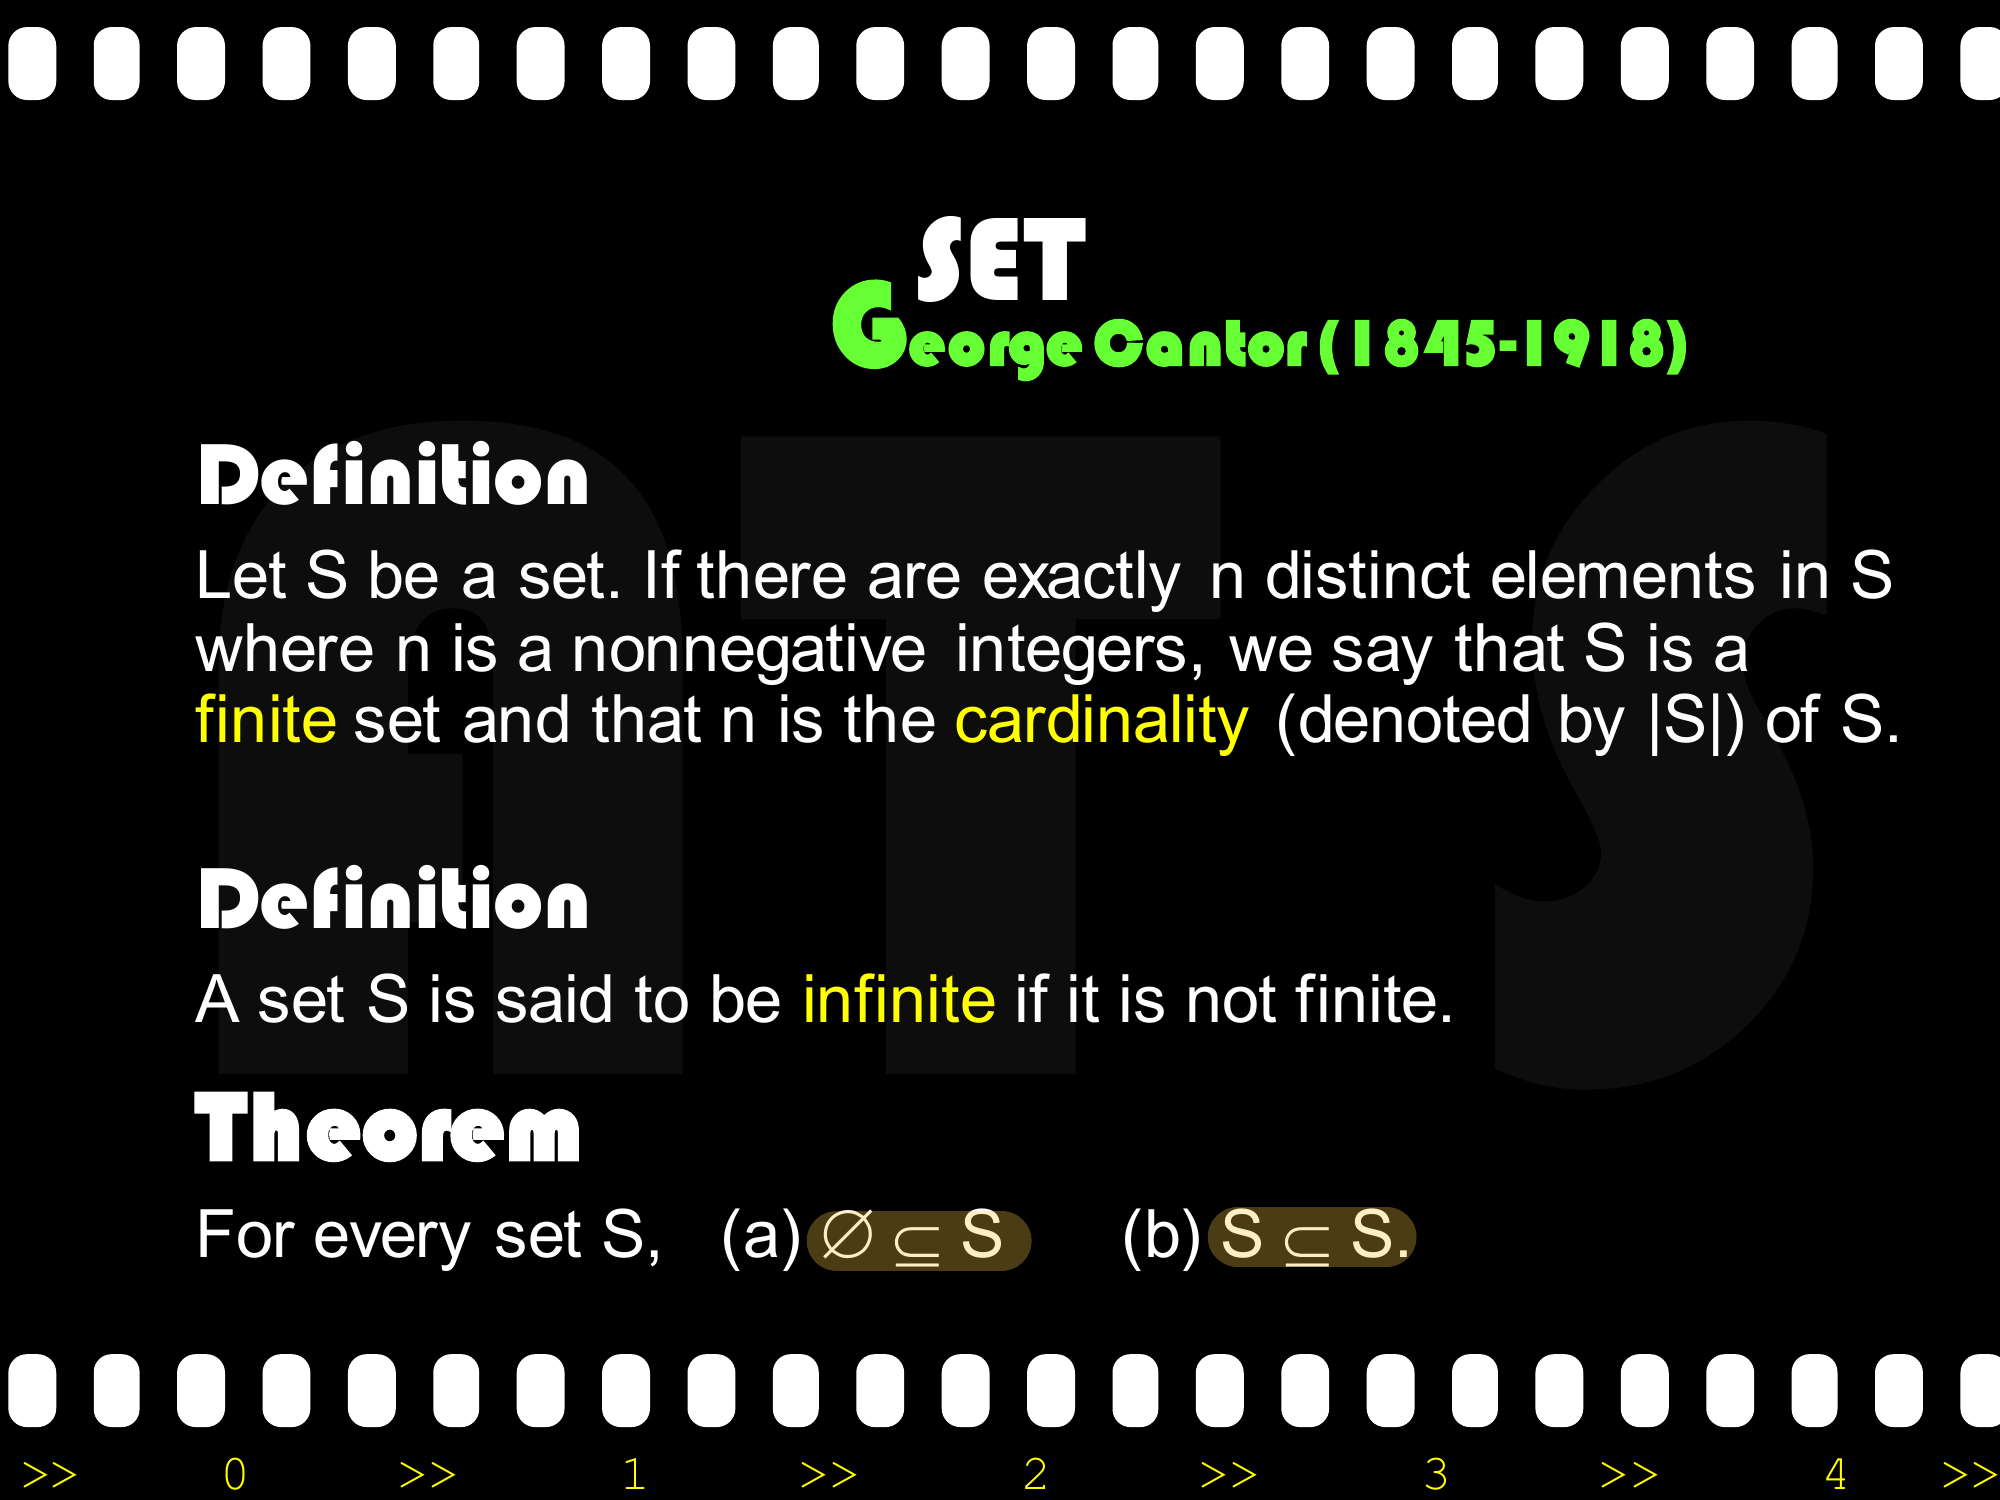 SET
George Cantor (1845-1918)
Definition
Let S be a set. If there are exactly n distinct elements in S
where n is a nonnegative integers, we say that S is a
finite set and that n is the cardinality (denoted by |S|) of S.
Definition
A set S is said to be infinite if it is not finite.
Theorem
For every set S, (a) ∅ ⊆ S (b) S ⊆ S.
>> 0 >> 1 >> 2 >> 3 >> 4 >>